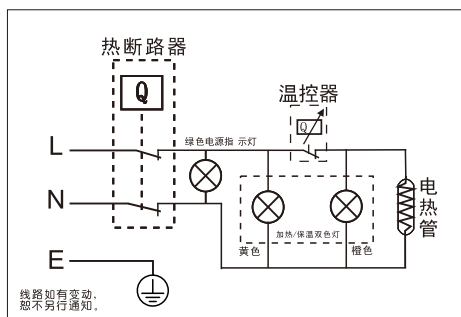 热断路器
Q
温控器
Q
L
绿色电源指 示灯
N
电热管
加热/保温双色灯
黄色
橙色
E
线路如有变动，
恕不另行通知。